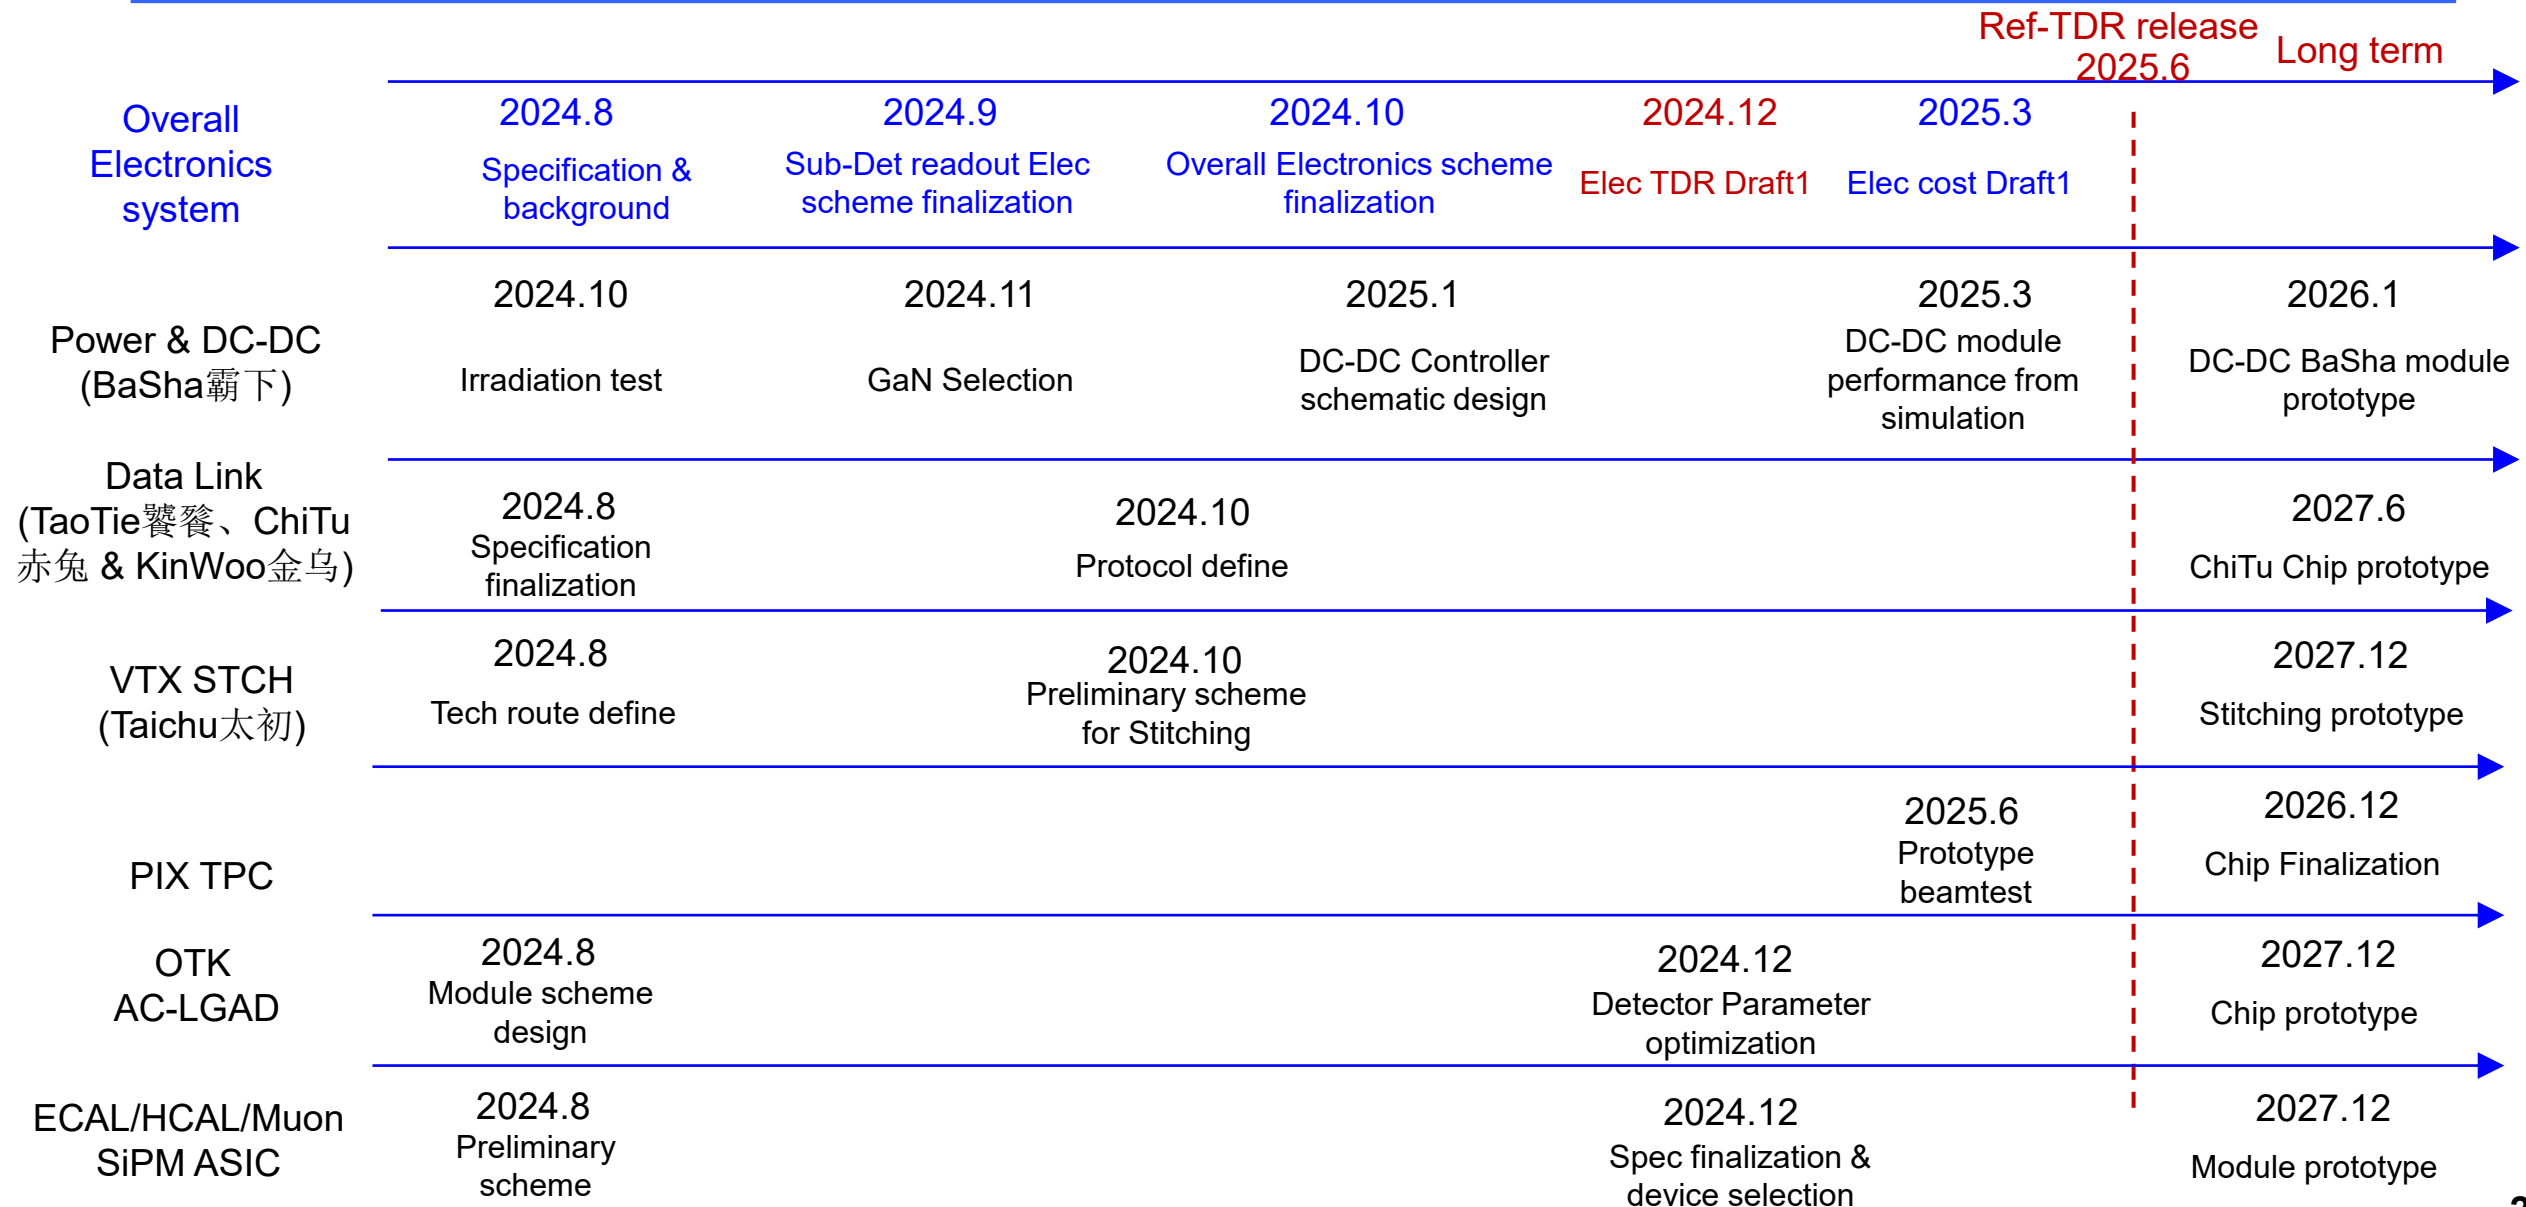 Ref-TDR release
2025.6
Long term
Overall
Electronics
system
2024.8
Specification &
background
2024.9
Sub-Det readout Elec
scheme finalization
2024.10
Overall Electronics scheme
finalization
2024.12
Elec TDR Draft1
2025.3
Elec cost Draft1
Power & DC-DC
(BaSha霸下)
2024.10
Irradiation test
2024.11
GaN Selection
2025.1
DC-DC Controller
schematic design
2025.3
DC-DC module
performance from
simulation
2026.1
DC-DC BaSha module
prototype
Data Link
(TaoTie饕餮、ChiTu
赤兔 & KinWoo金乌)
2024.8
Specification
finalization
2024.10
Protocol define
2027.6
ChiTu Chip prototype
VTX STCH
(Taichu太初)
2024.8
Tech route define
2024.10
Preliminary scheme
for Stitching
2027.12
Stitching prototype
PIX TPC
2025.6
Prototype
beamtest
2026.12
Chip Finalization
OTK
AC-LGAD
2024.8
Module scheme
design
2024.12
Detector Parameter
optimization
2027.12
Chip prototype
ECAL/HCAL/Muon
SiPM ASIC
2024.8
Preliminary
scheme
2024.12
Spec finalization &
device selection
2027.12
Module prototype